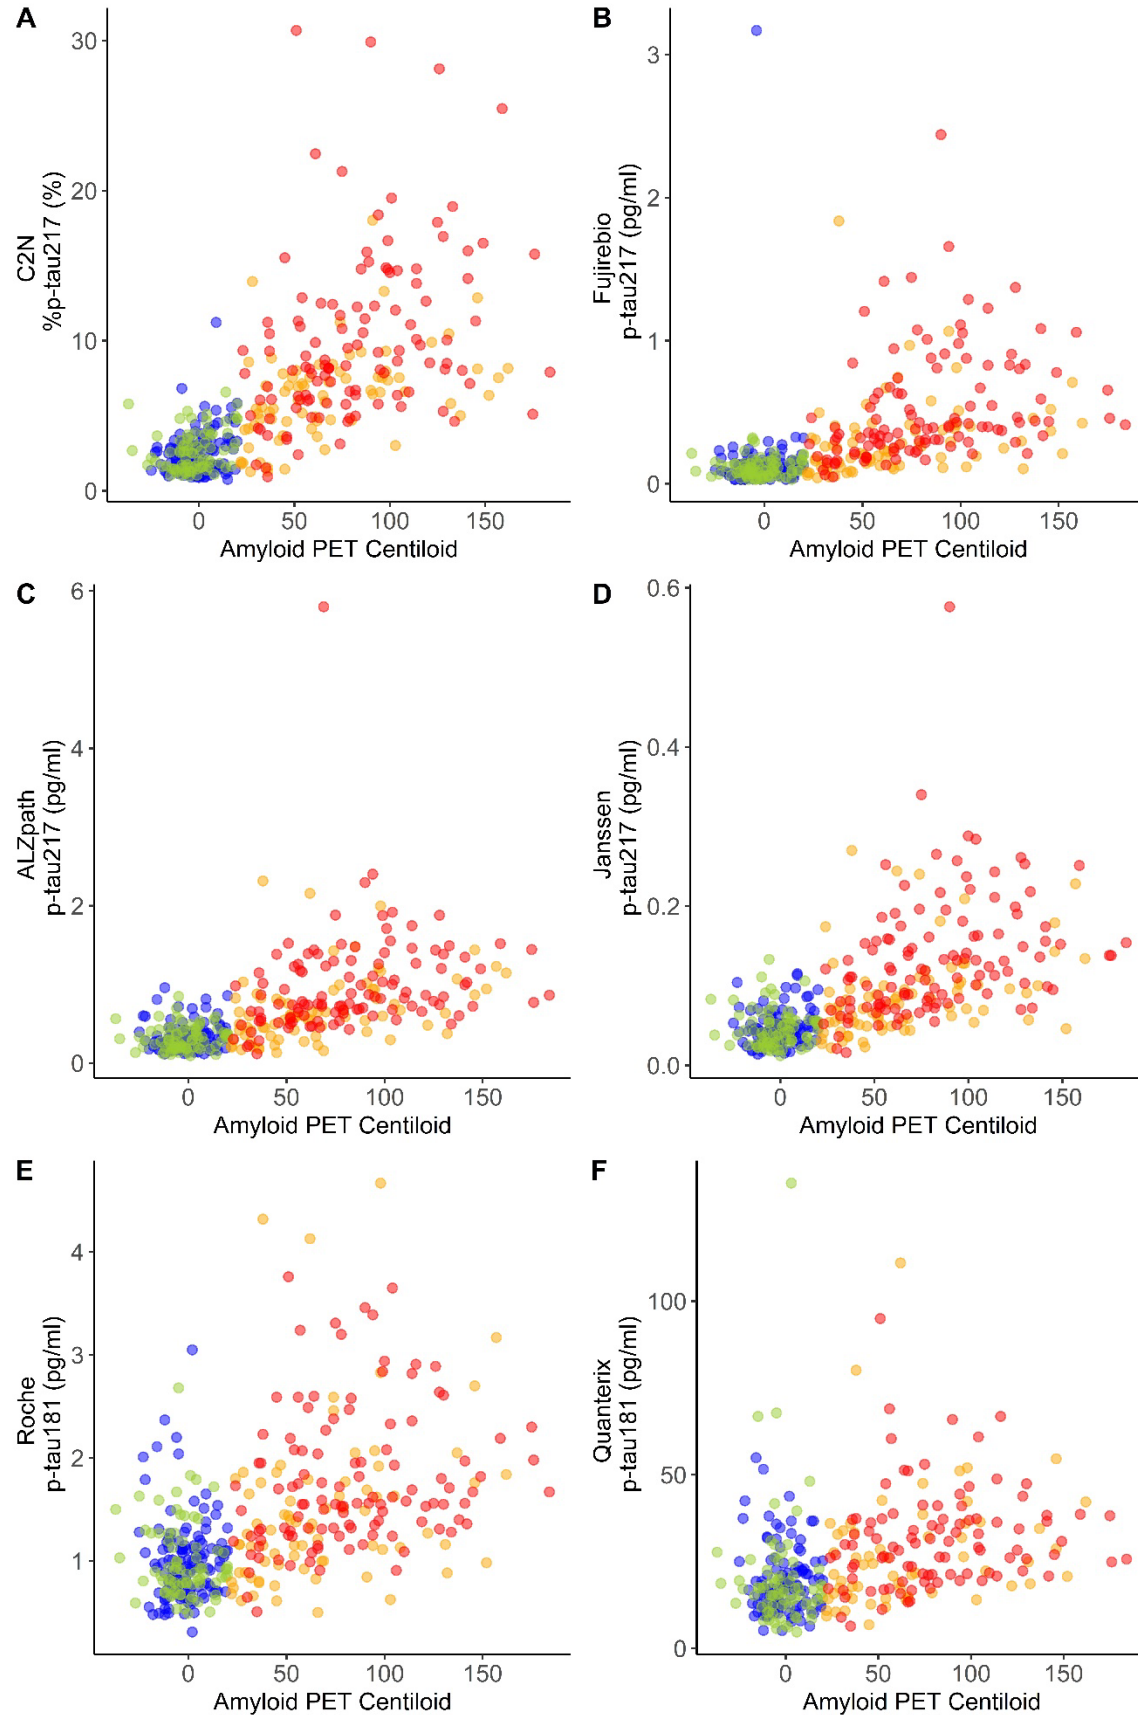 A
C2N
%p-tau217 (%)
30
20
10
0
0 50 100 150
Amyloid PET Centiloid
B
Fujirebio
p-tau217 (pg/ml)
3
2
1
0
0 50 100 150
Amyloid PET Centiloid
C
ALZpath
p-tau217 (pg/ml)
6
4
2
0
0 50 100 150
Amyloid PET Centiloid
D
Janssen
p-tau217 (pg/ml)
0.6
0.4
0.2
0.0
0 50 100 150
Amyloid PET Centiloid
E
Roche
p-tau181 (pg/ml)
4
3
2
1
0 50 100 150
Amyloid PET Centiloid
F
Quanterix
p-tau181 (pg/ml)
100
50
0
0 50 100 150
Amyloid PET Centiloid